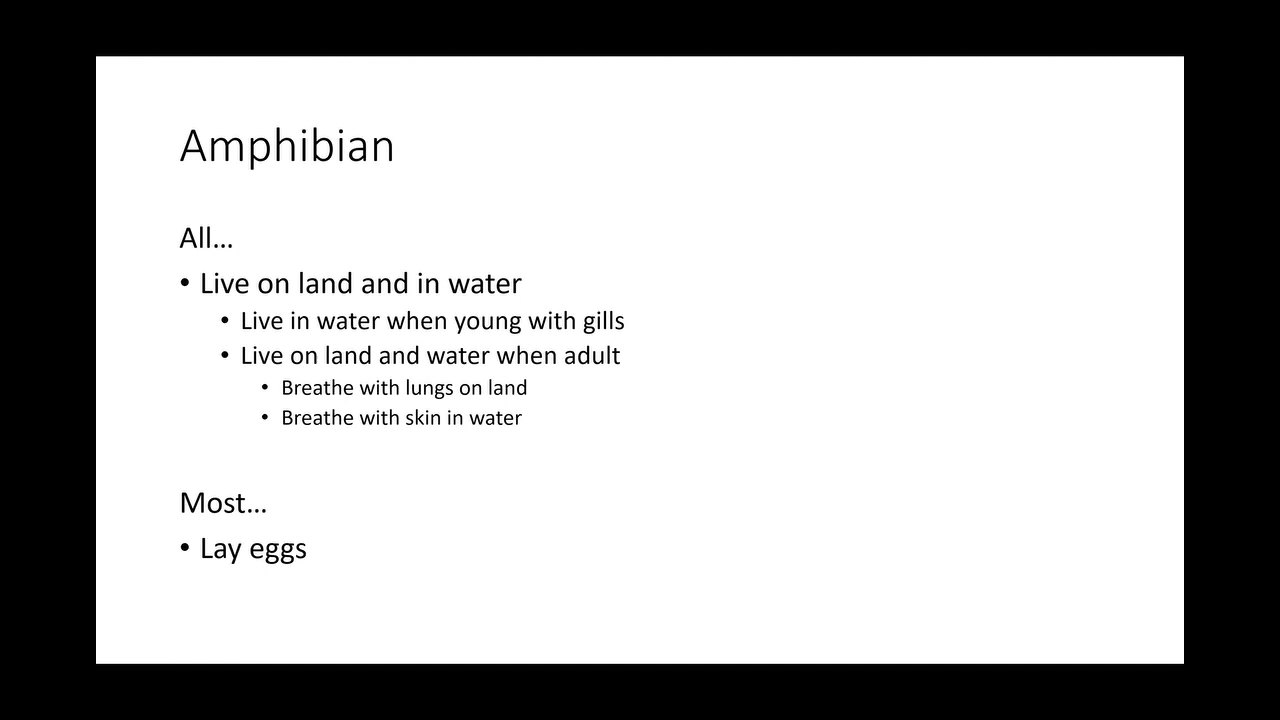 Amphibian
All...
• Live on land and in water
• Live in water when young with gills
• Live on land and water when adult
• Breathe with lungs on land
• Breathe with skin in water
Most...
• Lay eggs